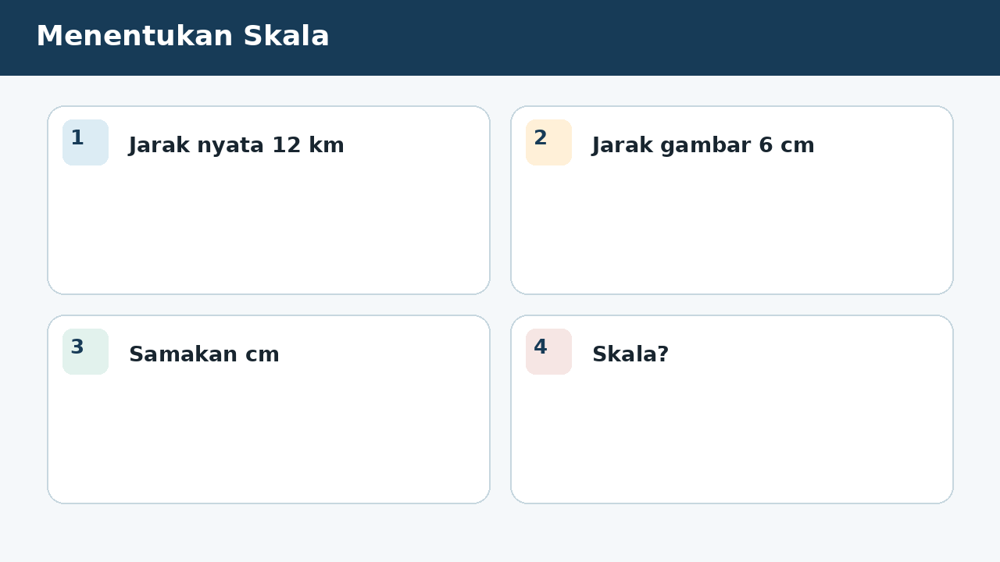 Menentukan Skala
1 Jarak nyata 12 km
2 Jarak gambar 6 cm
3 Samakan cm
4 Skala?